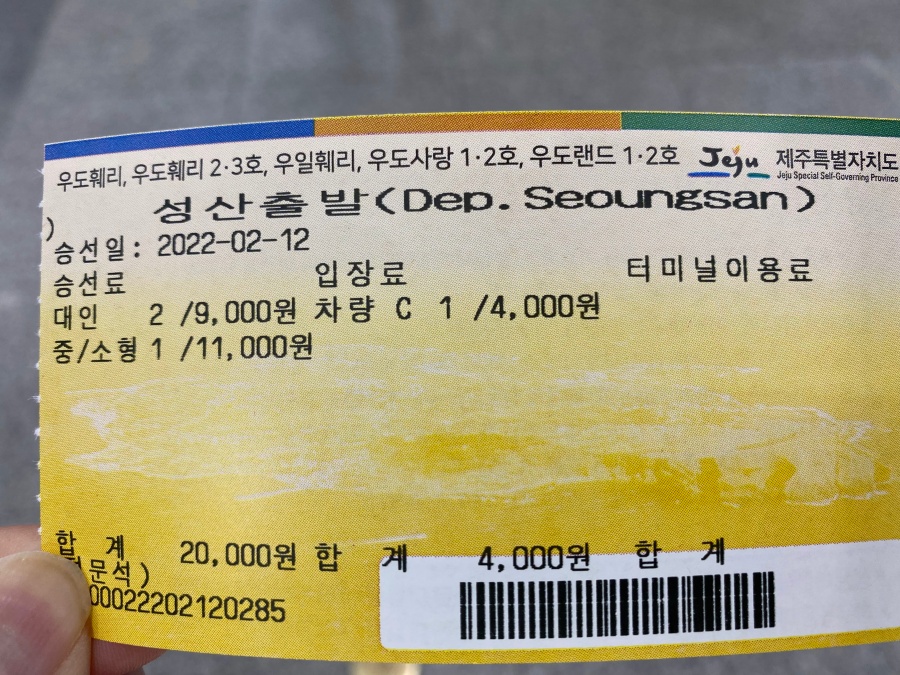 우도훼리, 우도훼리 2·3호, 우일훼리, 우도사랑 1·2호, 우도랜드 1·2호 Jeju 제주특별자치도
Jeju Special Self-Governing Province
성산출발(Dep. Seoungsan)
)
승선일: 2022-02-12
승선료 입장료 터미널이용료
대인 2 /9,000원 차량 C 1 /4,000원
중/소형 1 /11,000원
합 계 20,000원 합 계 4,000원 합 계
문석)
00022202120285